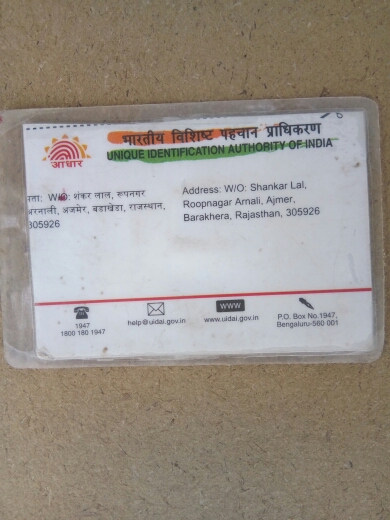 भारतीय विशिष्ट पहचान प्राधिकरण
UNIQUE IDENTIFICATION AUTHORITY OF INDIA
आधार
W/O: शंकर लाल, रूपनगर
अरनाली, अजमेर, बडाखेडा, राजस्थान,
305926
Address: W/O: Shankar Lal,
Roopnagar Arnali, Ajmer,
Barakhera, Rajasthan, 305926
1947
1800 180 1947
help@uidai.gov.in
www
www.uidai.gov.in
P.O. Box No.1947,
Bengaluru-560 001